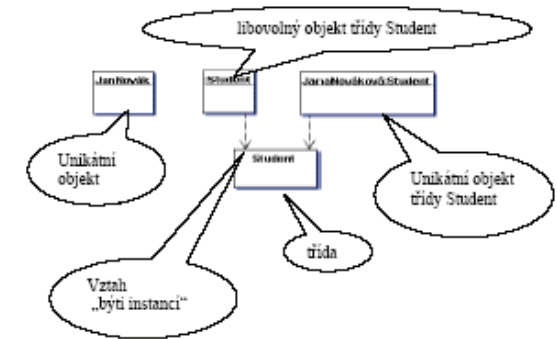 libovolný objekt třídy Student
JanNovák
Student
JanaNováková:Student
Unikátní
objekt
Student
Unikátní objekt
třídy Student
třída
Vztah
„býti instancí“